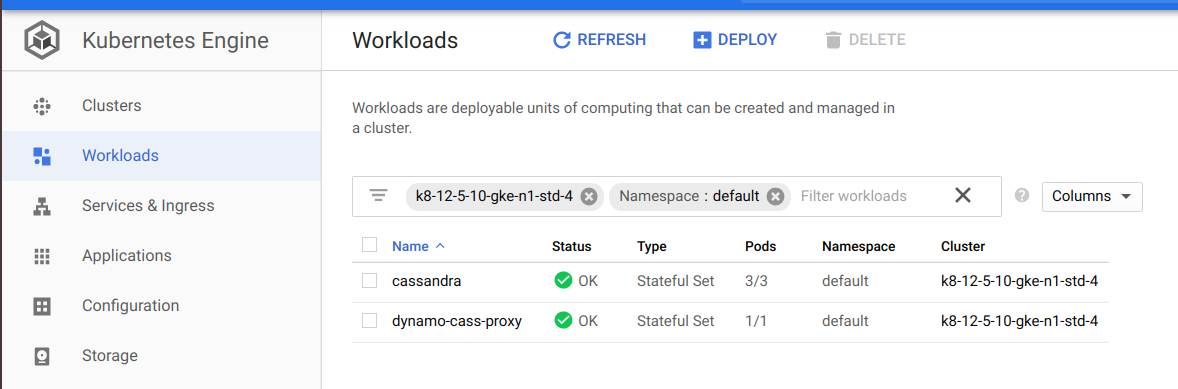 Kubernetes Engine
Workloads
REFRESH
DEPLOY
DELETE
Clusters
Workloads
Services & Ingress
Applications
Configuration
Storage
Workloads are deployable units of computing that can be created and managed in
a cluster.
k8-12-5-10-gke-n1-std-4 Namespace : default Filter workloads
Columns
Name Status Type Pods Namespace Cluster
cassandra OK Stateful Set 3/3 default k8-12-5-10-gke-n1-std-4
dynamo-cass-proxy OK Stateful Set 1/1 default k8-12-5-10-gke-n1-std-4